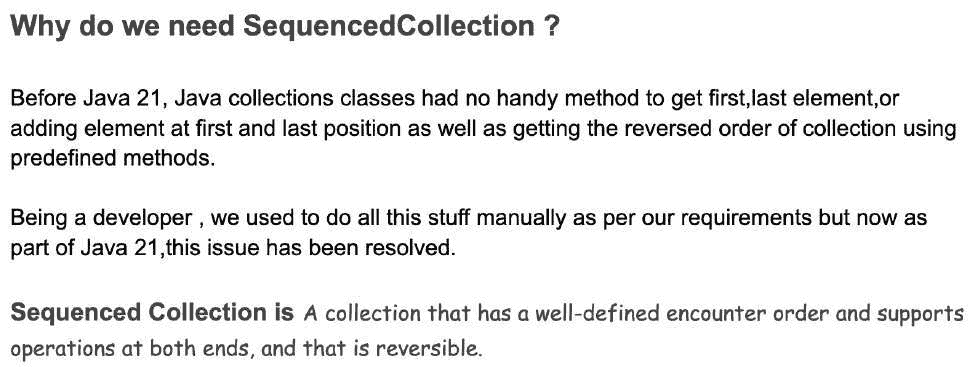 Why do we need SequencedCollection ?
Before Java 21, Java collections classes had no handy method to get first,last element,or
adding element at first and last position as well as getting the reversed order of collection using
predefined methods.
Being a developer , we used to do all this stuff manually as per our requirements but now as
part of Java 21,this issue has been resolved.
Sequenced Collection is A collection that has a well-defined encounter order and supports
operations at both ends, and that is reversible.